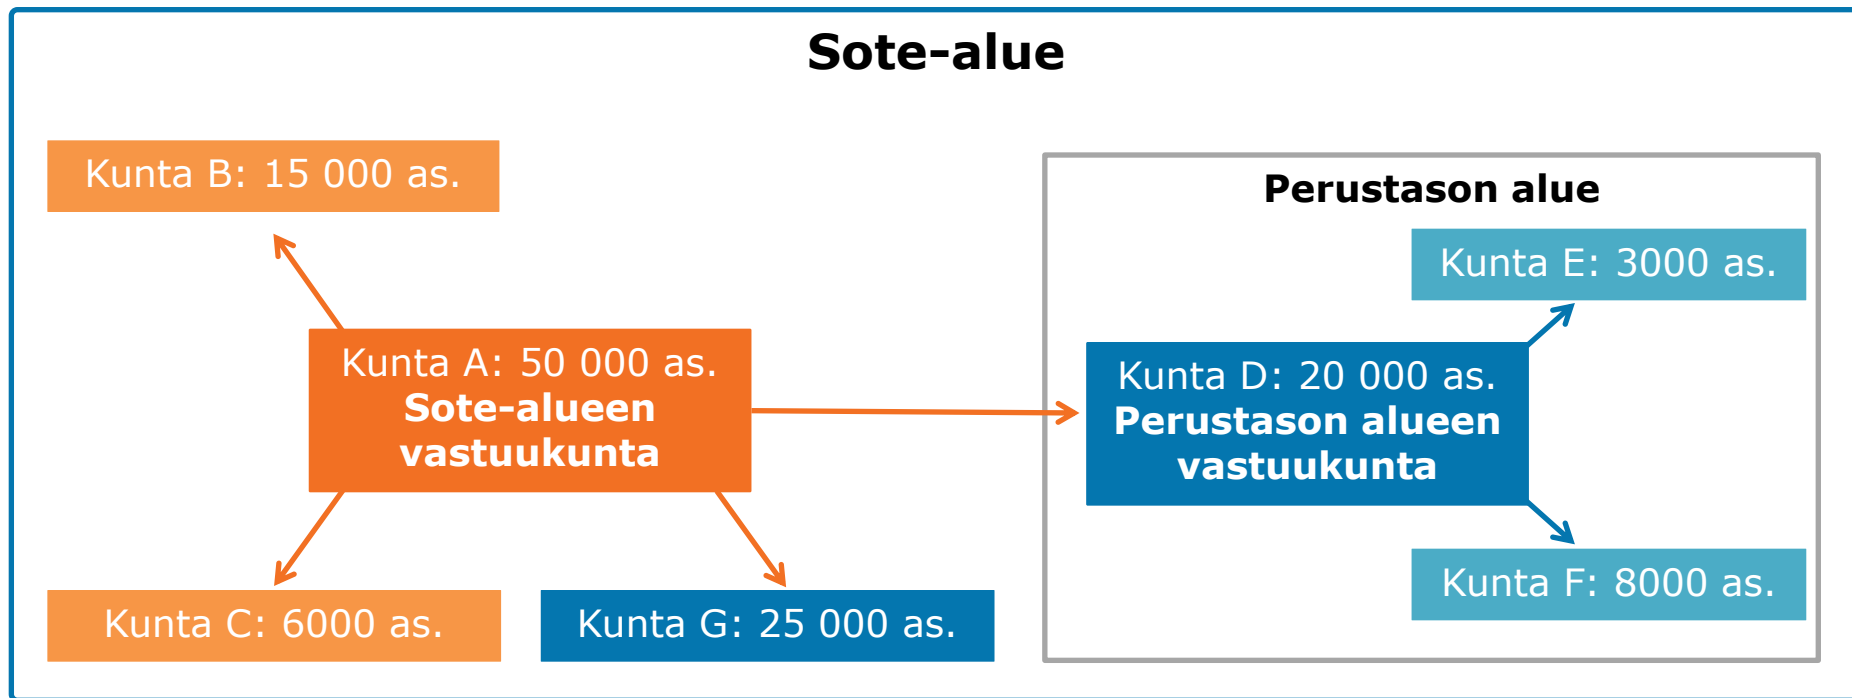 Sote-alue
Kunta B: 15 000 as.
Kunta A: 50 000 as.
Sote-alueen
vastuukunta
Kunta C: 6000 as.
Kunta G: 25 000 as.
Perustason alue
Kunta E: 3000 as.
Kunta D: 20 000 as.
Perustason alueen
vastuukunta
Kunta F: 8000 as.